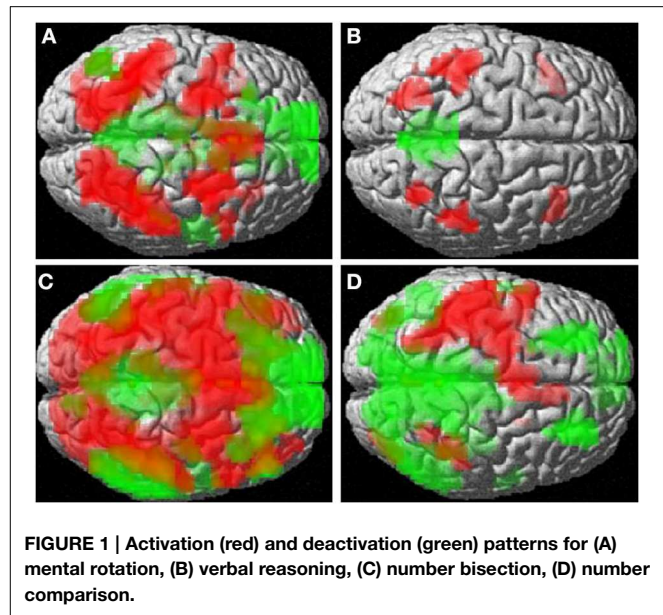 A
B
C
D
FIGURE 1 | Activation (red) and deactivation (green) patterns for (A)
mental rotation, (B) verbal reasoning, (C) number bisection, (D) number
comparison.